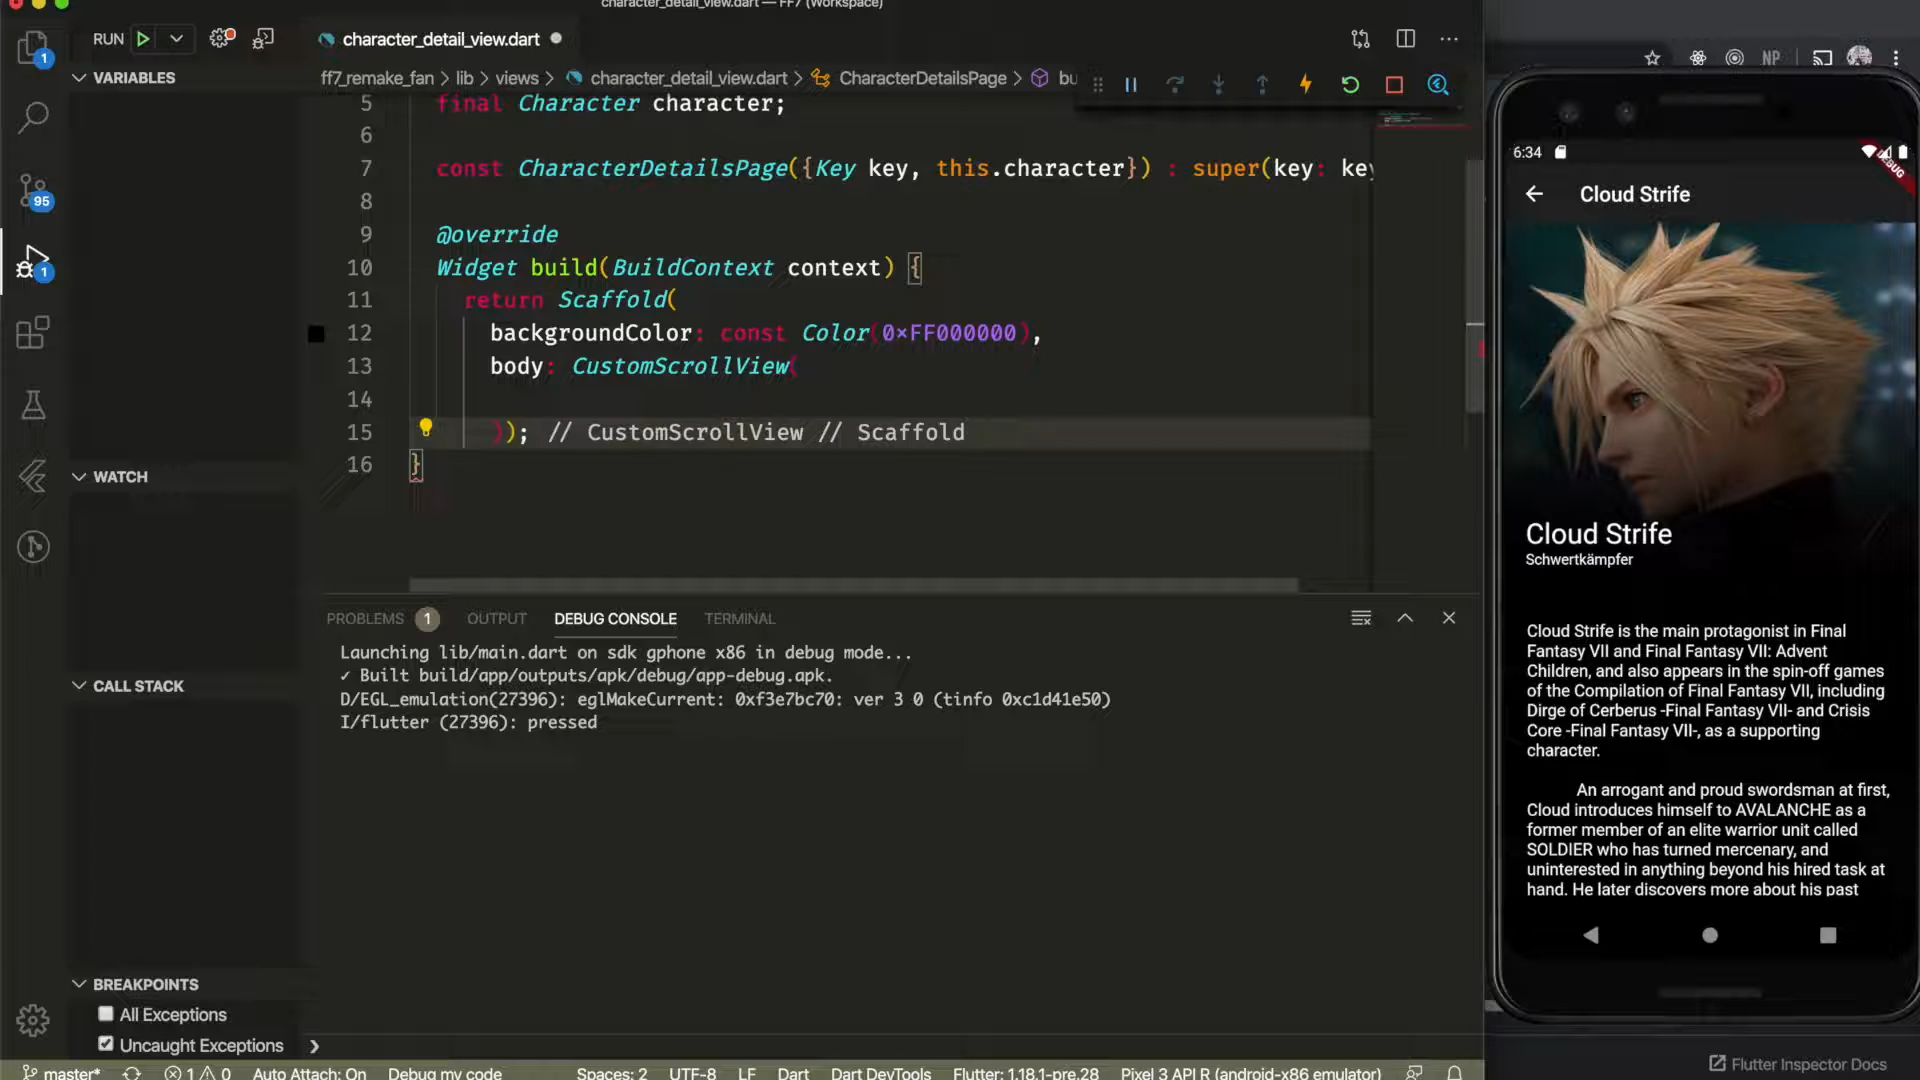 character_detail_view.dart — FF7 (Workspace)
RUN
character_detail_view.dart
1
VARIABLES
ff7_remake_fan > lib > views > character_detail_view.dart > CharacterDetailsPage > bu
NP
5 final Character character;
6
7 const CharacterDetailsPage({Key key, this.character}) : super(key: key
8
9 @override
10 Widget build(BuildContext context) {
11 return Scaffold(
12 backgroundColor: const Color(0×FF000000),
13 body: CustomScrollView(
14
15 )); // CustomScrollView // Scaffold
16 }
95
1
WATCH
CALL STACK
BREAKPOINTS
All Exceptions
Uncaught Exceptions
PROBLEMS 1 OUTPUT DEBUG CONSOLE TERMINAL
Launching lib/main.dart on sdk gphone x86 in debug mode...
✓ Built build/app/outputs/apk/debug/app-debug.apk.
D/EGL_emulation(27396): eglMakeCurrent: 0xf3e7bc70: ver 3 0 (tinfo 0xc1d41e50)
I/flutter (27396): pressed
6:34
DEBUG
Cloud Strife
Cloud Strife
Schwertkämpfer
Cloud Strife is the main protagonist in Final
Fantasy VII and Final Fantasy VII: Advent
Children, and also appears in the spin-off games
of the Compilation of Final Fantasy VII, including
Dirge of Cerberus -Final Fantasy VII- and Crisis
Core -Final Fantasy VII-, as a supporting
character.
An arrogant and proud swordsman at first,
Cloud introduces himself to AVALANCHE as a
former member of an elite warrior unit called
SOLDIER who has turned mercenary, and
uninterested in anything beyond his hired task at
hand. He later discovers more about his past
Flutter Inspector Docs
master* 1 0 Auto Attach: On Debug my code Spaces: 2 UTF-8 LF Dart Dart DevTools Flutter: 1.18.1-pre.28 Pixel 3 API R (android-x86 emulator)